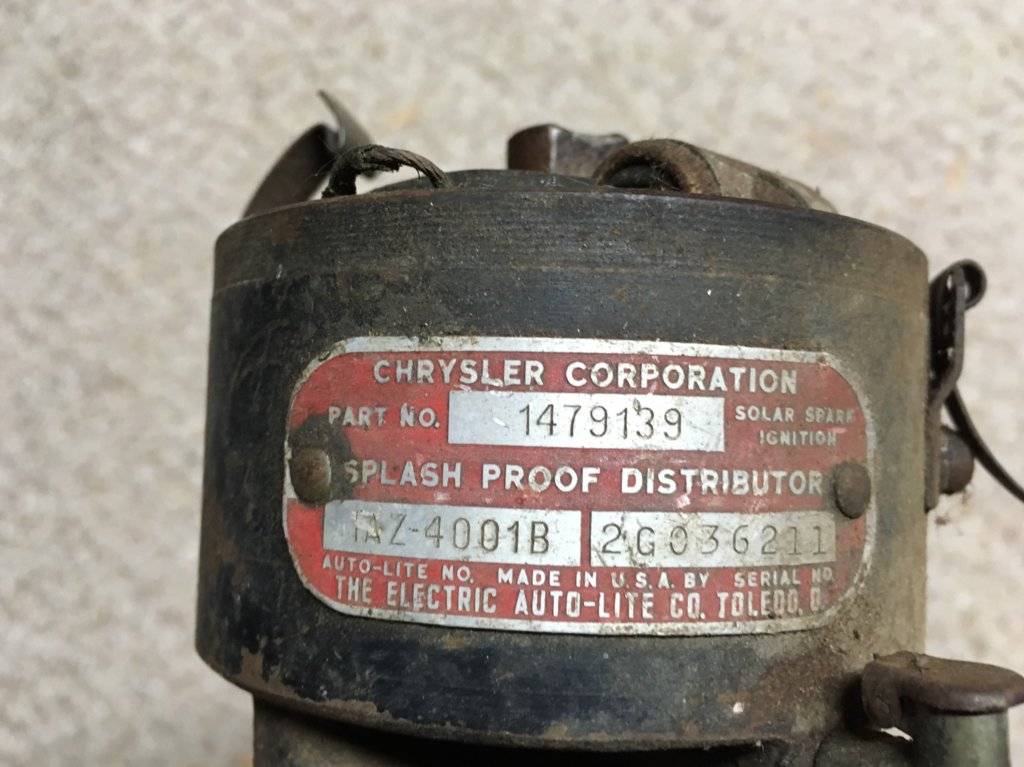 CHRYSLER CORPORATION
PART NO. 1479139 SOLAR SPARK
IGNITION
SPLASH PROOF DISTRIBUTOR
IAZ-4001B 2G036211
AUTO-LITE NO. MADE IN U.S.A. BY SERIAL NO.
THE ELECTRIC AUTO-LITE CO. TOLEDO, O.